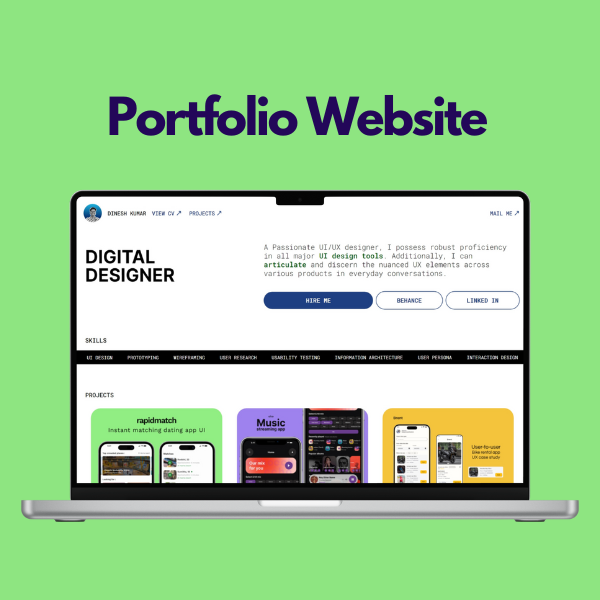 Portfolio Website
DINESH KUMAR VIEW CV ↗ PROJECTS ↗ MAIL ME ↗
DIGITAL
DESIGNER
A Passionate UI/UX designer, I possess robust proficiency
in all major UI design tools. Additionally, I can
articulate and discern the nuanced UX elements across
various products in everyday conversations.
HIRE ME BEHANCE LINKED IN
SKILLS
UI DESIGN PROTOTYPING WIREFRAMING USER RESEARCH USABILITY TESTING INFORMATION ARCHITECTURE USER PERSONA INTERACTION DESIGN
PROJECTS
rapidmatch
Instant matching dating app UI
Music
streaming app
Our mix
for you
User-to-user
Bike rental app
UX case study